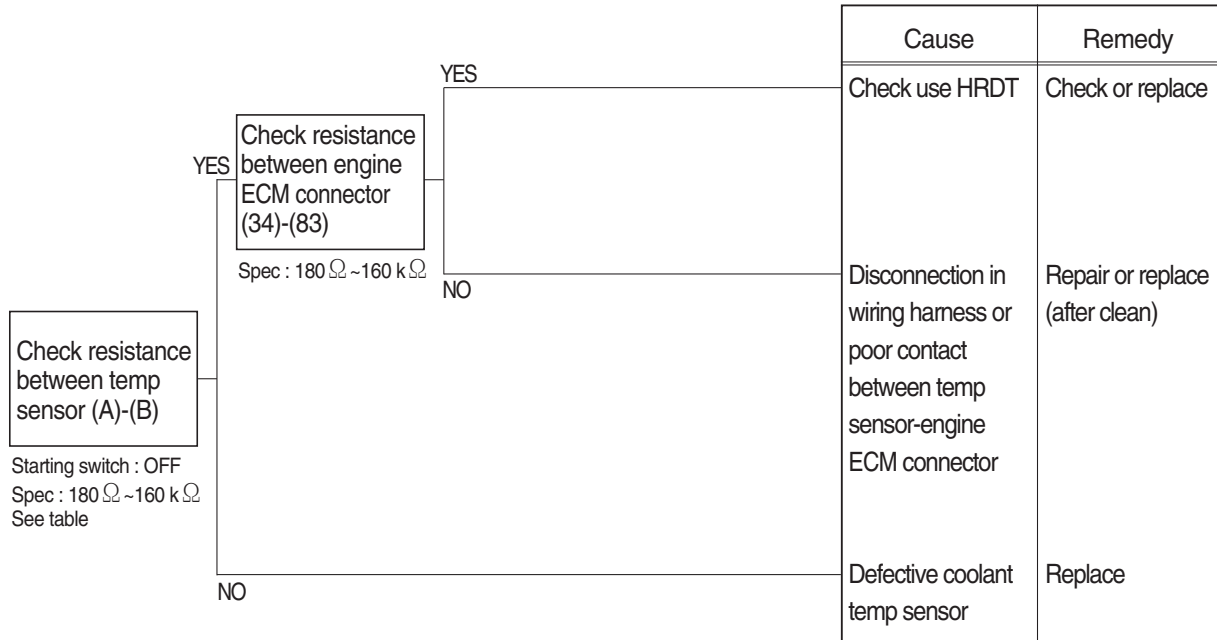 Cause
Remedy
YES
Check use HRDT
Check or replace
Check resistance
between engine
ECM connector
(34)-(83)
YES
Spec : 180 Ω ~160 k Ω
NO
Disconnection in
wiring harness or
poor contact
between temp
sensor-engine
ECM connector
Repair or replace
(after clean)
Check resistance
between temp
sensor (A)-(B)
Starting switch : OFF
Spec : 180 Ω ~160 k Ω
See table
NO
Defective coolant
temp sensor
Replace